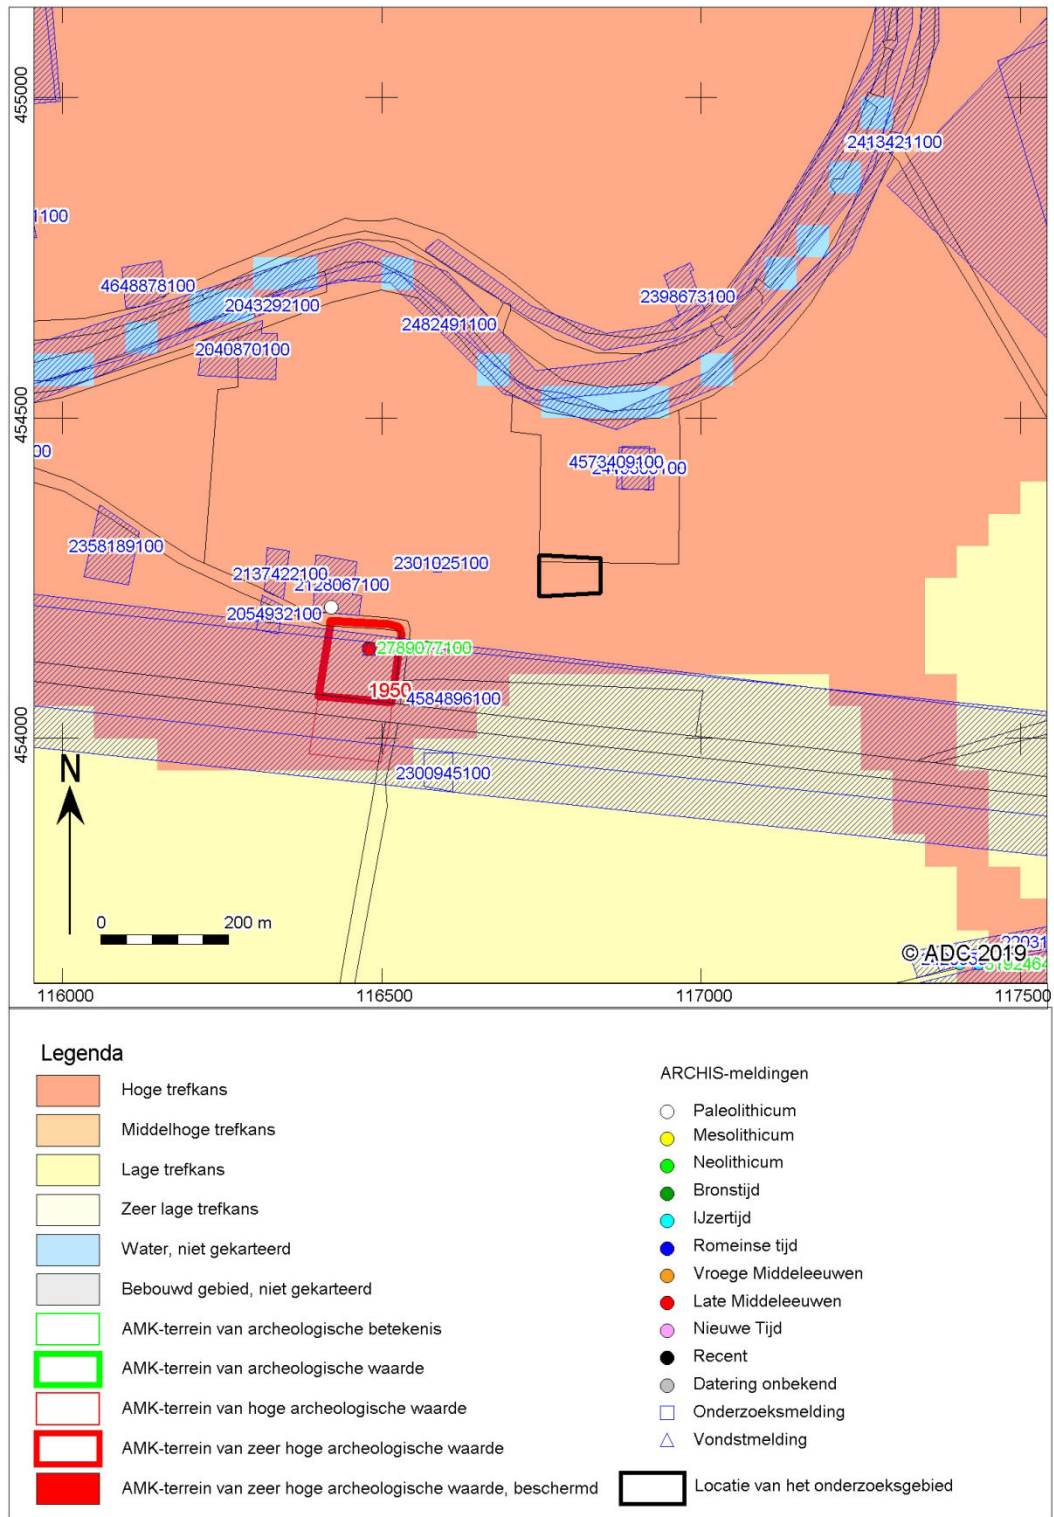 455000
2413421100
1100
4648878100
2398673100
2043292100
2482491100
2040870100
454500
4573409100
00
2358189100
2301025100
2137422100
2128067100
2054932100
2789077100
1950
4584896100
454000
2300945100
N
0 200 m
© ADC 2019
116000 116500 117000 117500
Legenda
Hoge trefkans
Middelhoge trefkans
Lage trefkans
Zeer lage trefkans
Water, niet gekarteerd
Bebouwd gebied, niet gekarteerd
AMK-terrein van archeologische betekenis
AMK-terrein van archeologische waarde
AMK-terrein van hoge archeologische waarde
AMK-terrein van zeer hoge archeologische waarde
AMK-terrein van zeer hoge archeologische waarde, beschermd
ARCHIS-meldingen
Paleolithicum
Mesolithicum
Neolithicum
Bronstijd
IJzertijd
Romeinse tijd
Vroege Middeleeuwen
Late Middeleeuwen
Nieuwe Tijd
Recent
Datering onbekend
Onderzoeksmelding
Vondstmelding
Locatie van het onderzoeksgebied